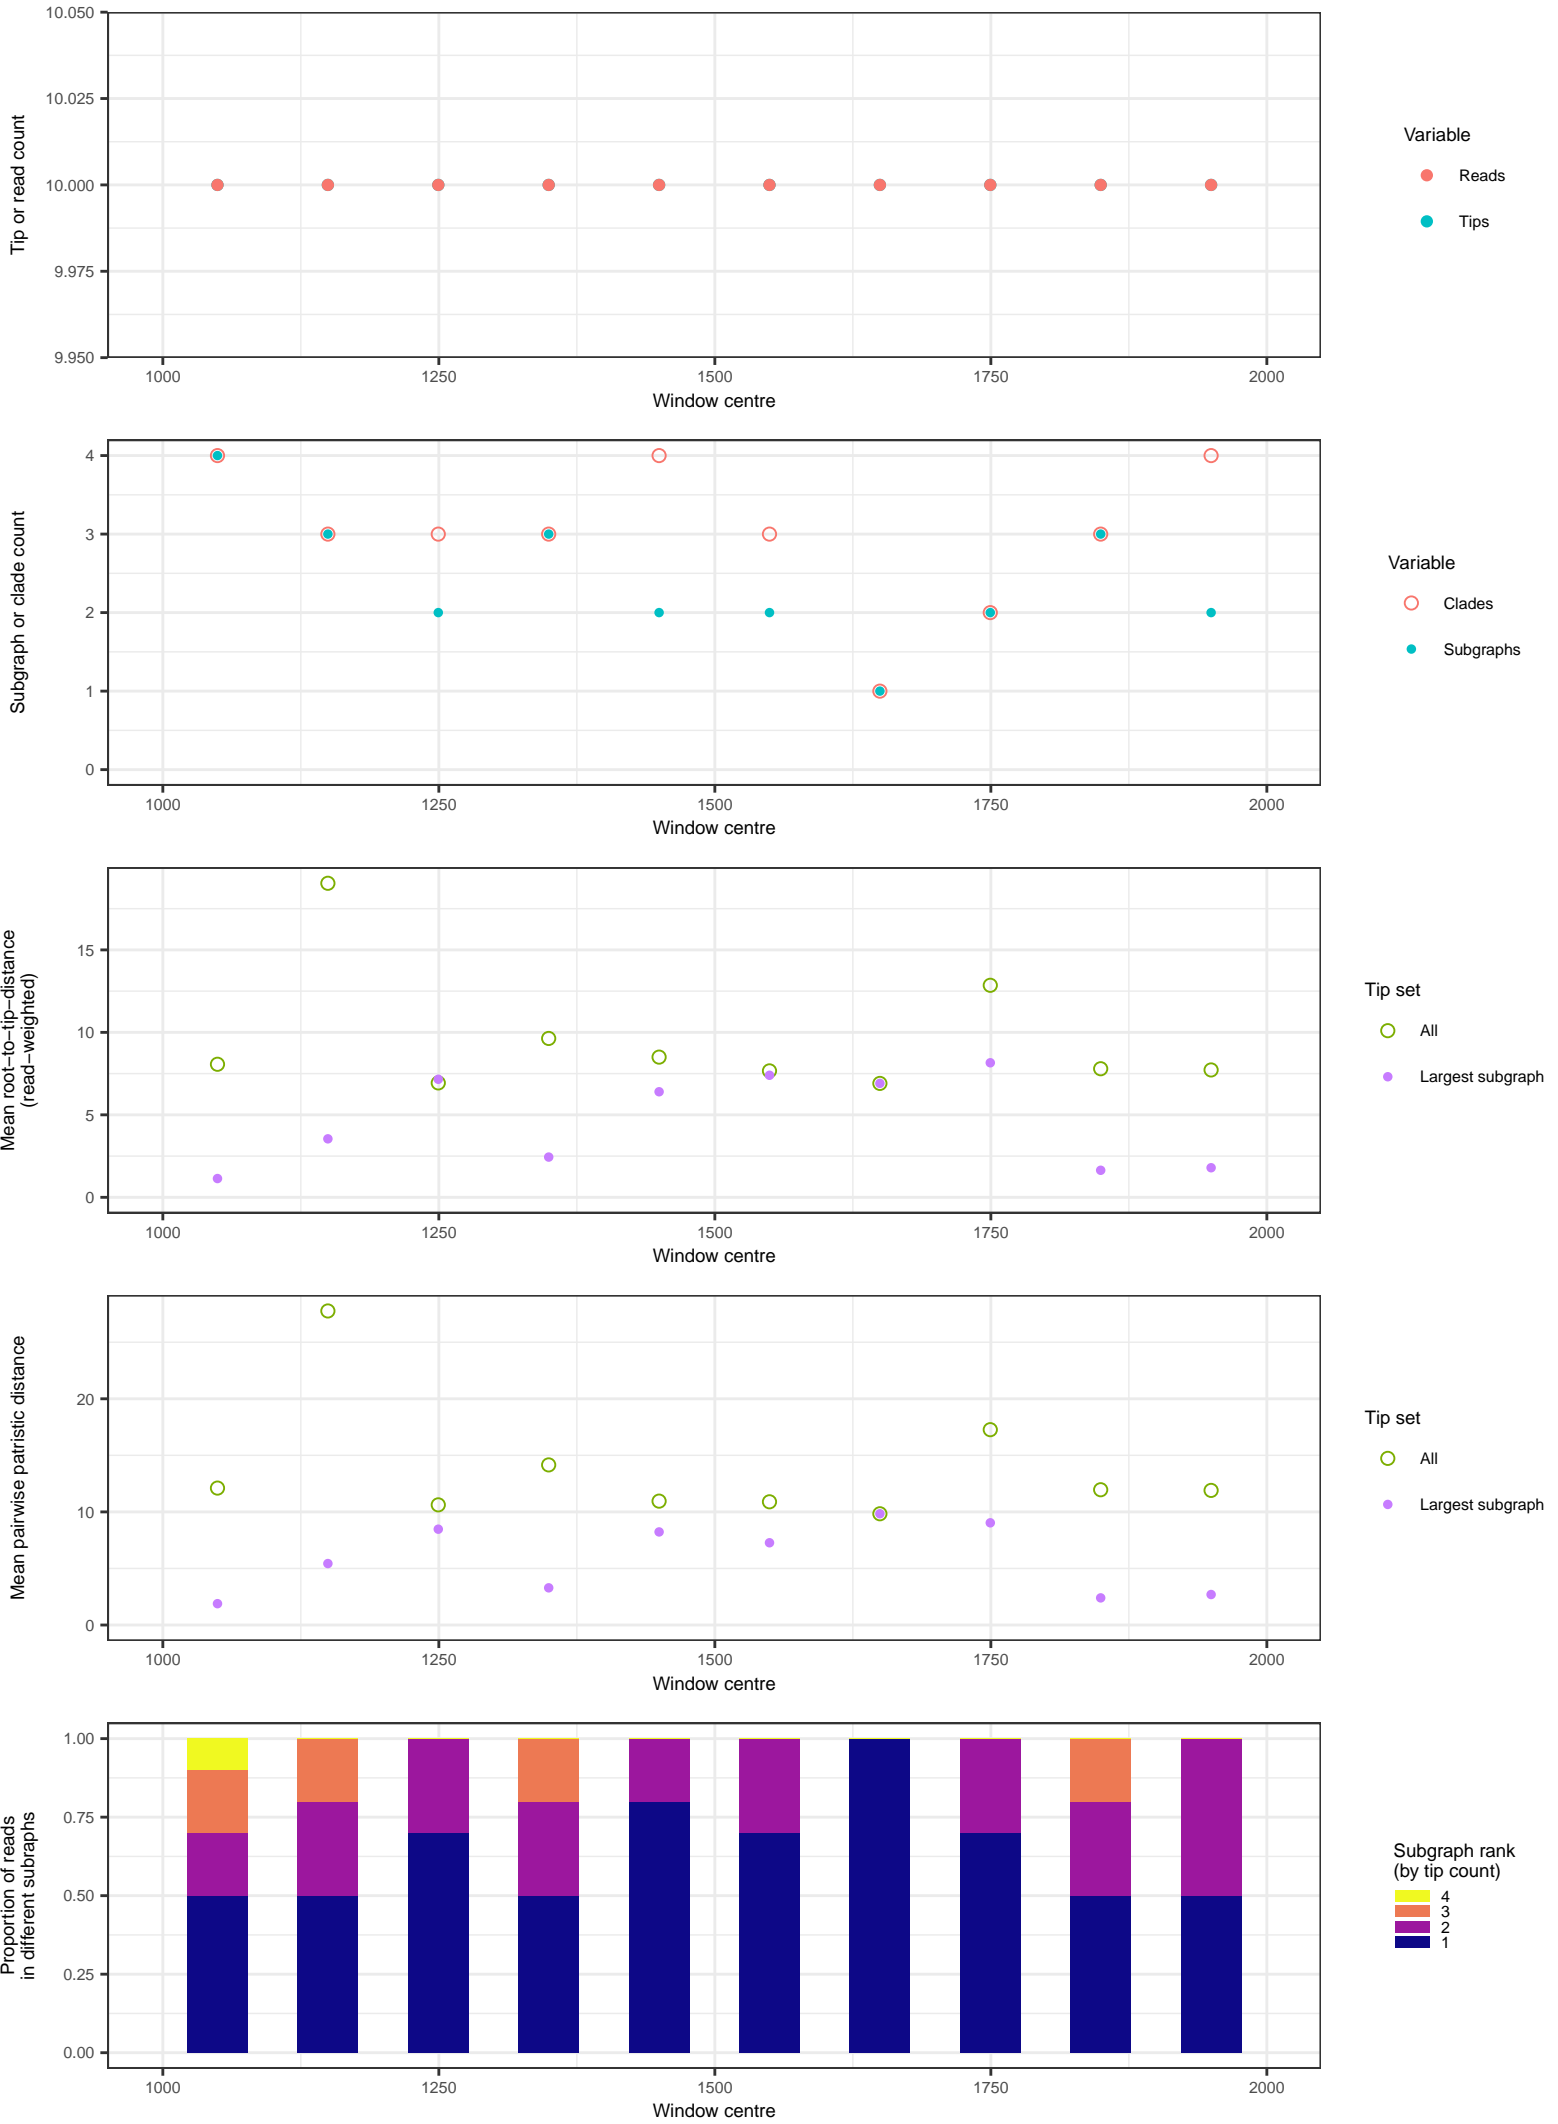 10.050
10.025
10.000
9.975
9.950
Tip or read count
1000 1250 1500 1750 2000
Window centre
Variable
Reads
Tips
4
3
2
1
0
Subgraph or clade count
1000 1250 1500 1750 2000
Window centre
Variable
Clades
Subgraphs
15
10
5
0
Mean root−to−tip−distance
(read−weighted)
1000 1250 1500 1750 2000
Window centre
Tip set
All
Largest subgraph
20
10
0
Mean pairwise patristic distance
1000 1250 1500 1750 2000
Window centre
Tip set
All
Largest subgraph
1.00
0.75
0.50
0.25
0.00
Proportion of reads
in different subraphs
1000 1250 1500 1750 2000
Window centre
Subgraph rank
(by tip count)
4
3
2
1